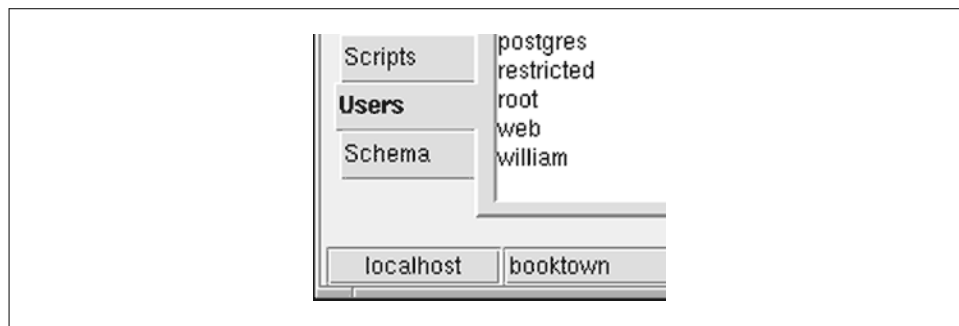 Scripts
Users
Schema
postgres
restricted
root
web
william
localhost
booktown